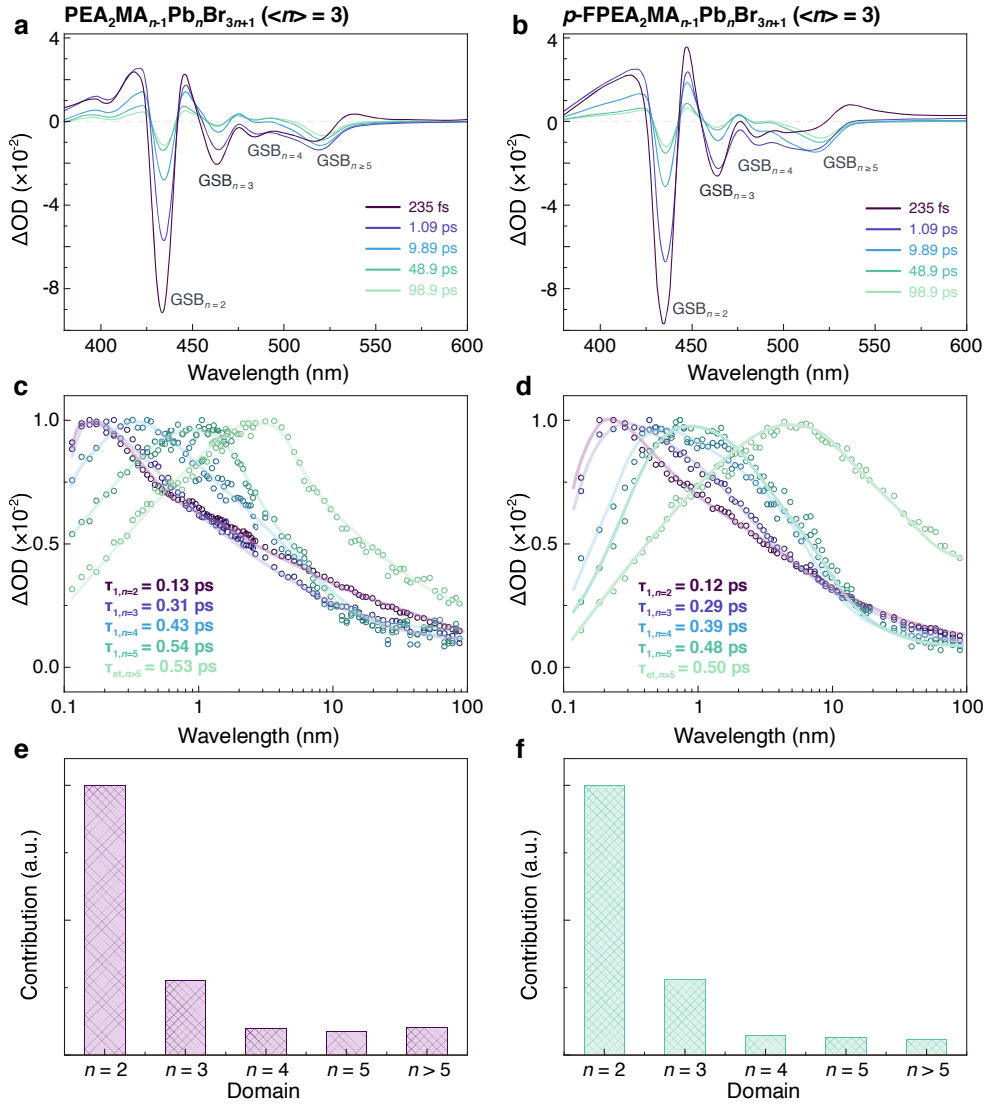 a
PEA₂MAₙ₋₁PbₙBr₃ₙ₊₁ (<n> = 3)
4
0
-4
-8
ΔOD (×10⁻²)
GSBₙ₌₂
GSBₙ₌₃
GSBₙ₌₄
GSBₙ≥₅
235 fs
1.09 ps
9.89 ps
48.9 ps
98.9 ps
400 450 500 550 600
Wavelength (nm)
b
p-FPEA₂MAₙ₋₁PbₙBr₃ₙ₊₁ (<n> = 3)
4
0
-4
-8
ΔOD (×10⁻²)
GSBₙ₌₂
GSBₙ₌₃
GSBₙ₌₄
GSBₙ≥₅
235 fs
1.09 ps
9.89 ps
48.9 ps
98.9 ps
400 450 500 550 600
Wavelength (nm)
c
1.0
0.5
0.0
ΔOD (×10⁻²)
τ₁,ₙ₌₂ = 0.13 ps
τ₁,ₙ₌₃ = 0.31 ps
τ₁,ₙ₌₄ = 0.43 ps
τ₁,ₙ₌₅ = 0.54 ps
τₑₜ,ₙ>₅ = 0.53 ps
0.1 1 10 100
Wavelength (nm)
d
1.0
0.5
0.0
ΔOD (×10⁻²)
τ₁,ₙ₌₂ = 0.12 ps
τ₁,ₙ₌₃ = 0.29 ps
τ₁,ₙ₌₄ = 0.39 ps
τ₁,ₙ₌₅ = 0.48 ps
τₑₜ,ₙ>₅ = 0.50 ps
0.1 1 10 100
Wavelength (nm)
e
Contribution (a.u.)
n = 2 n = 3 n = 4 n = 5 n > 5
Domain
f
Contribution (a.u.)
n = 2 n = 3 n = 4 n = 5 n > 5
Domain